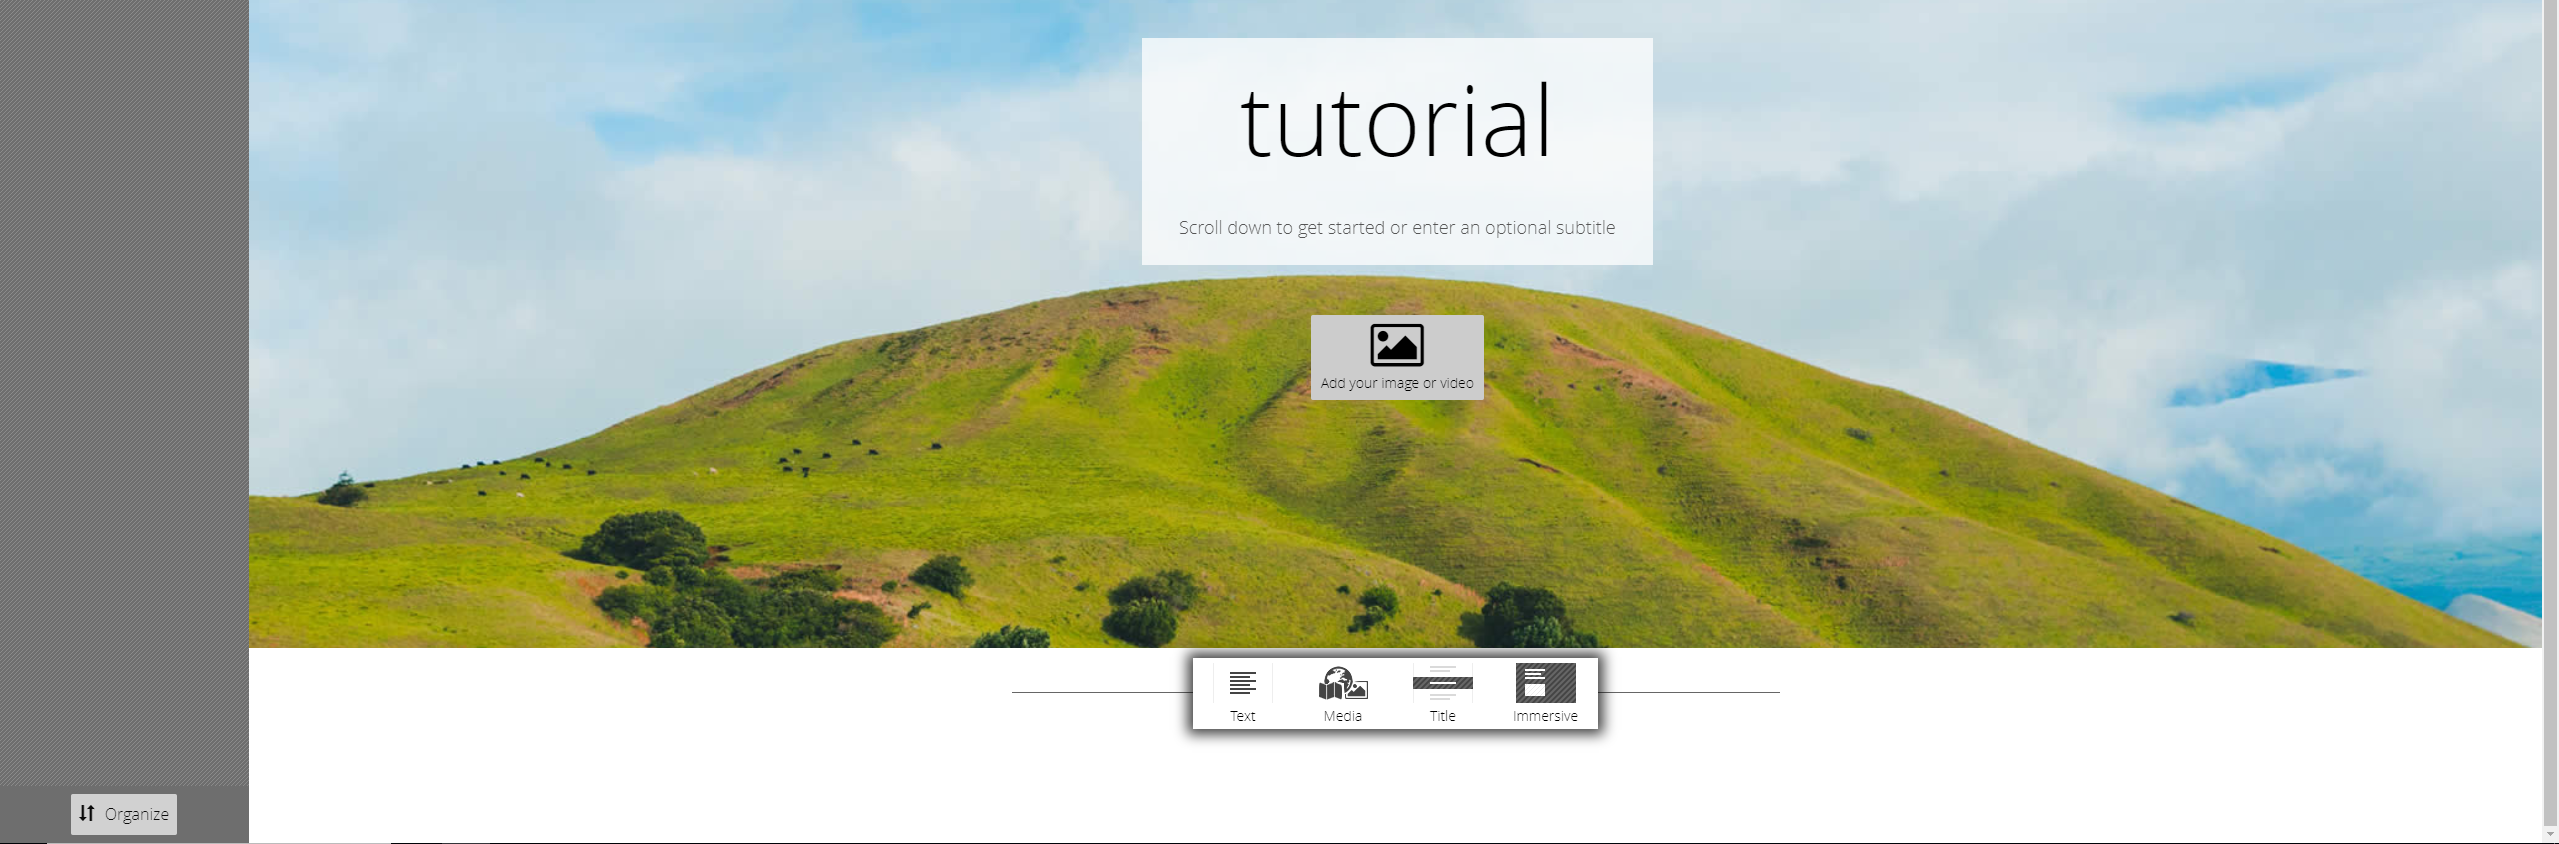 tutorial
Scroll down to get started or enter an optional subtitle
Add your image or video
Text
Media
Title
Immersive
Organize